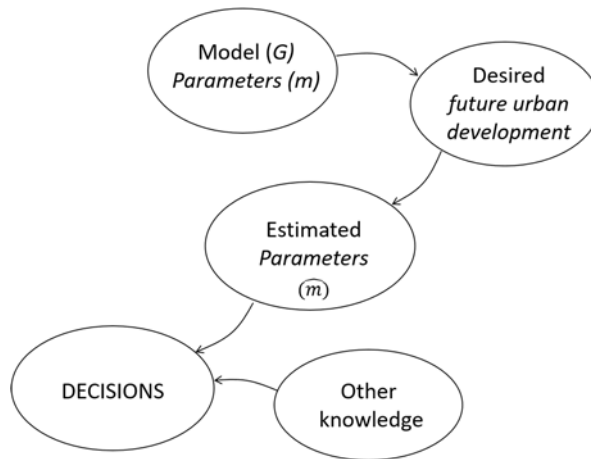 Model (G)
Parameters (m)
Desired
future urban
development
Estimated
Parameters
(m)
DECISIONS
Other
knowledge